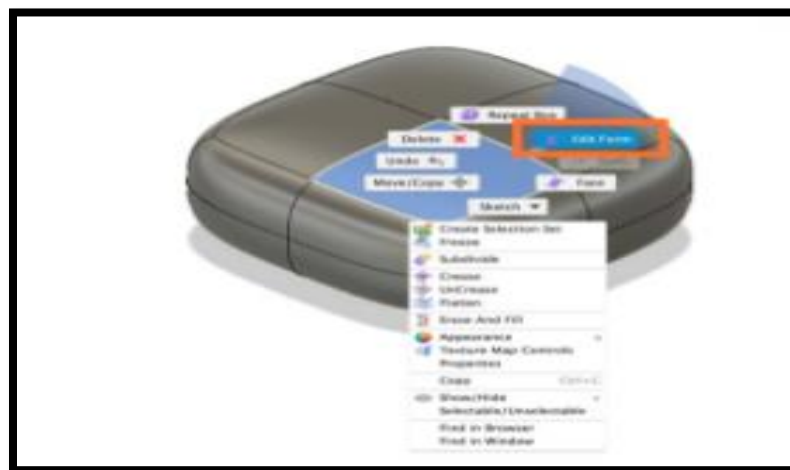 Repeat Box
Delete
Edit Form
Undo
Move/Copy
Sketch
Create Selection Set
Freeze
Subdivide
Crease
UnCrease
Flatten
Erase And Fill
Appearance
Texture Map Controls
Properties
Copy Ctrl+C
Show/Hide
Selectable/Unselectable
Find in Browser
Find in Window